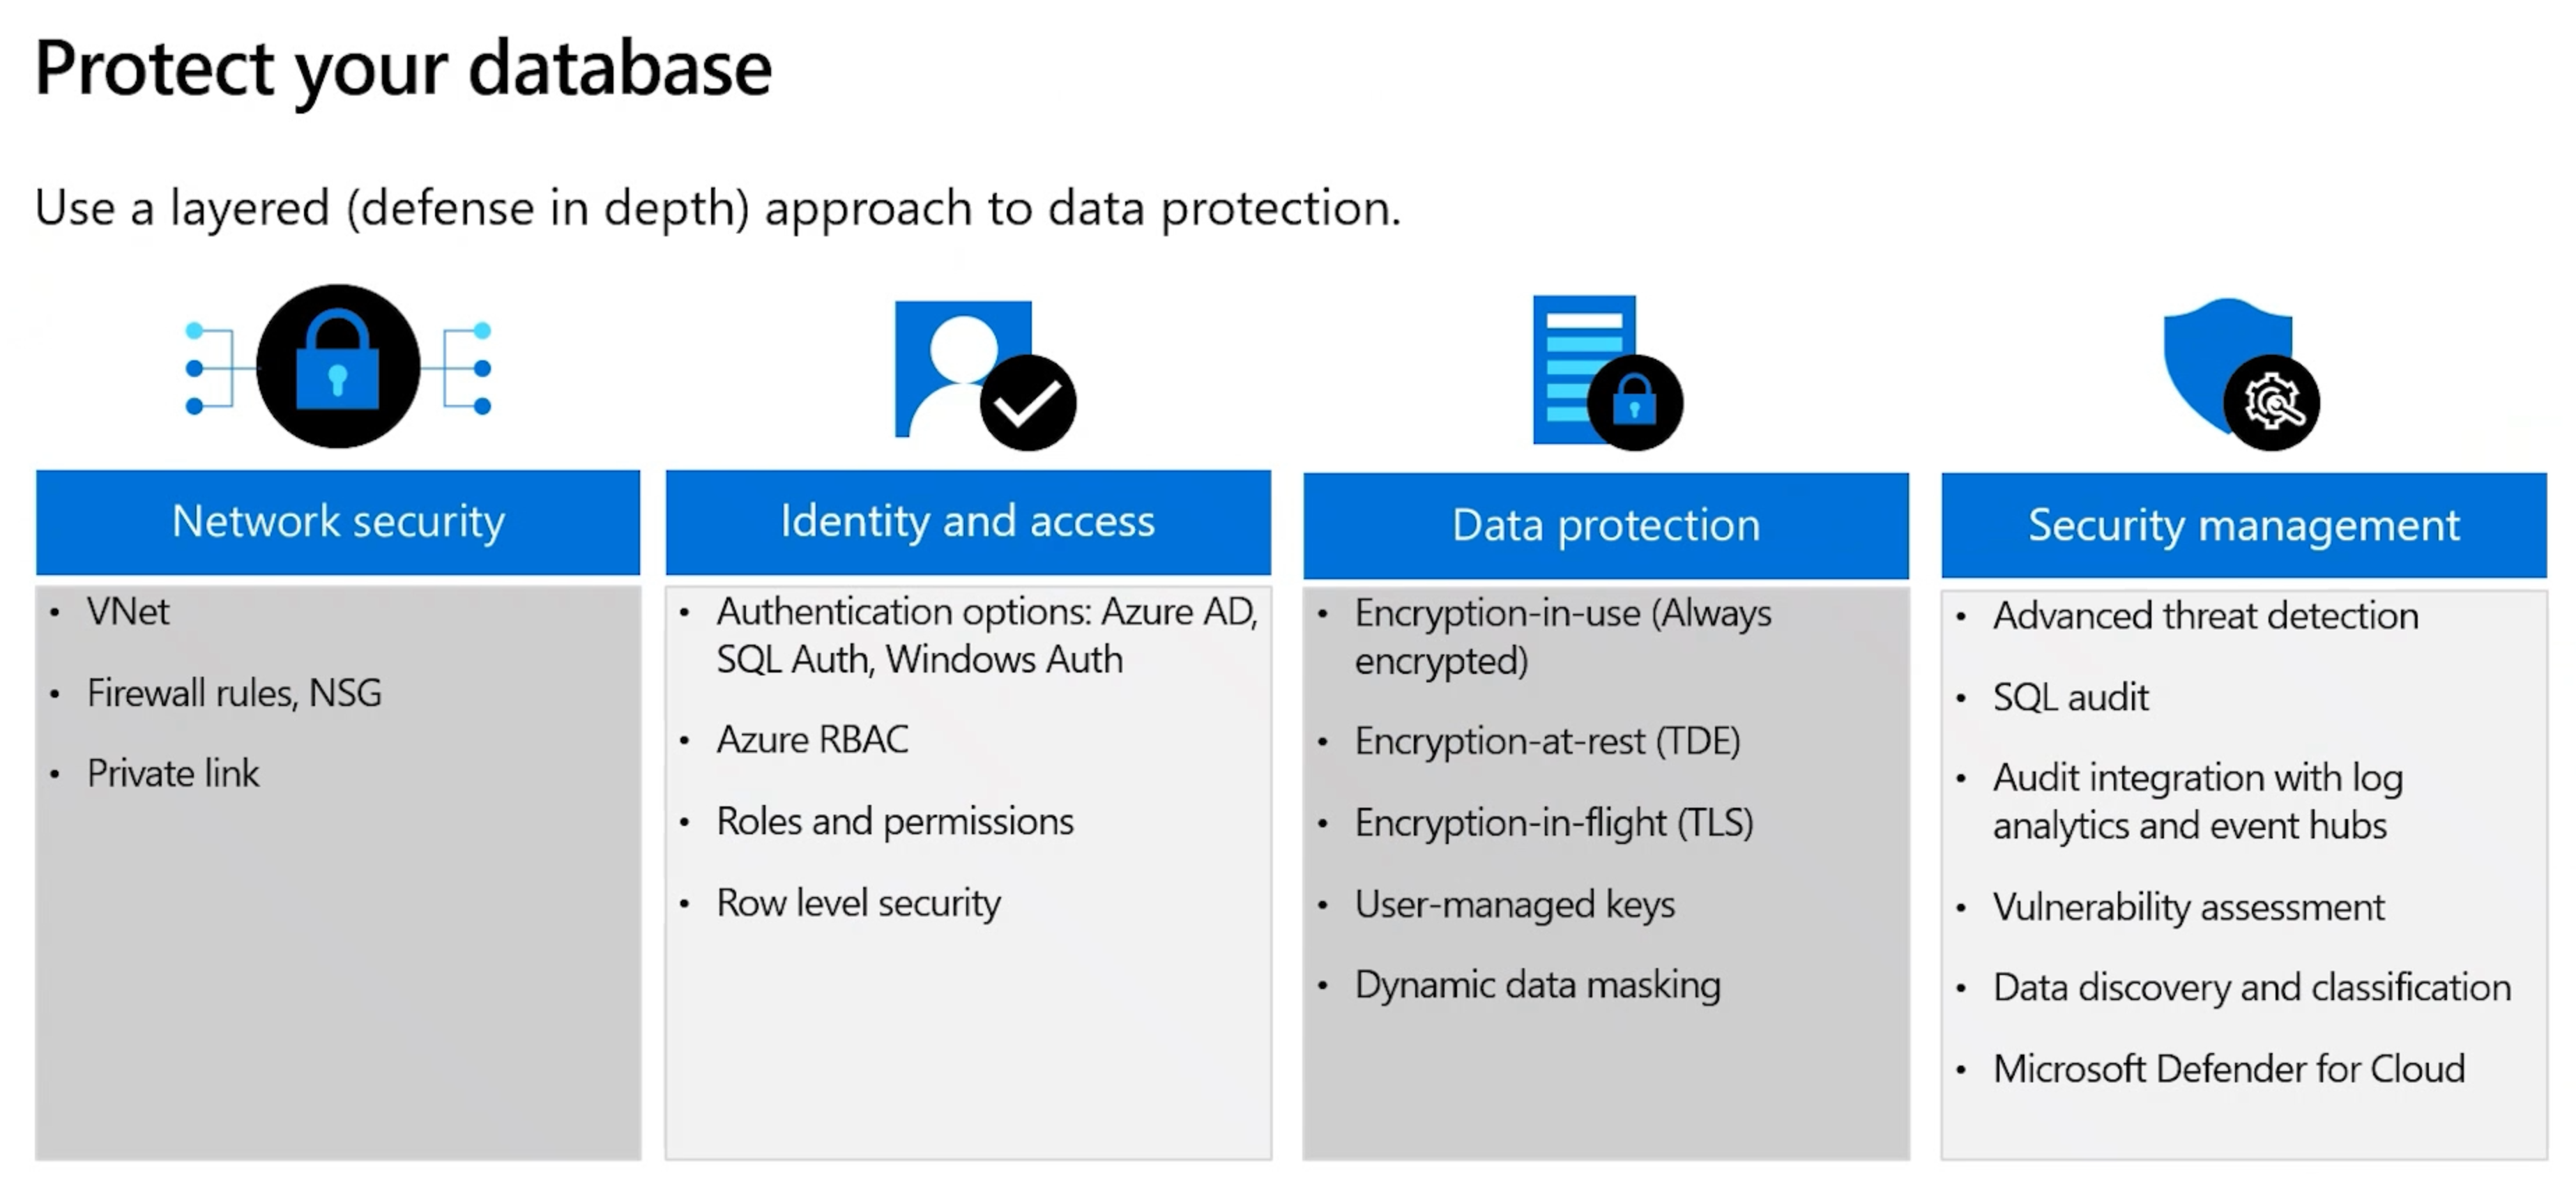 Protect your database
Use a layered (defense in depth) approach to data protection.
Network security
• VNet
• Firewall rules, NSG
• Private link
Identity and access
• Authentication options: Azure AD,
SQL Auth, Windows Auth
• Azure RBAC
• Roles and permissions
• Row level security
Data protection
• Encryption-in-use (Always
encrypted)
• Encryption-at-rest (TDE)
• Encryption-in-flight (TLS)
• User-managed keys
• Dynamic data masking
Security management
• Advanced threat detection
• SQL audit
• Audit integration with log
analytics and event hubs
• Vulnerability assessment
• Data discovery and classification
• Microsoft Defender for Cloud